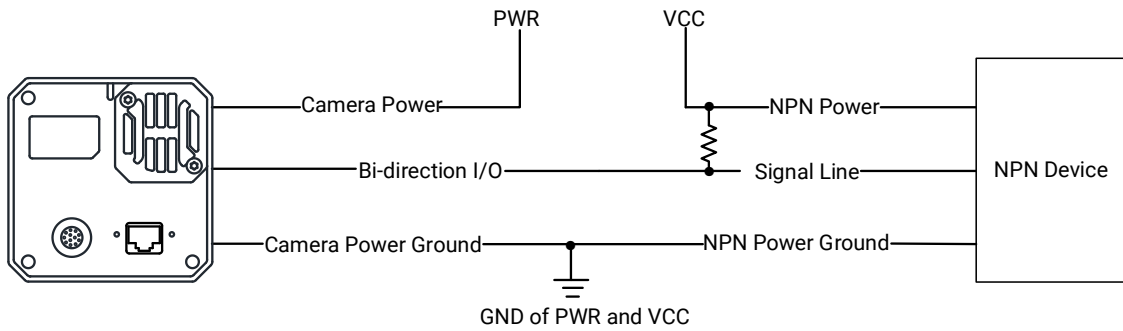 PWR
VCC
Camera Power
NPN Power
Bi-direction I/O
Signal Line
NPN Device
Camera Power Ground
NPN Power Ground
GND of PWR and VCC